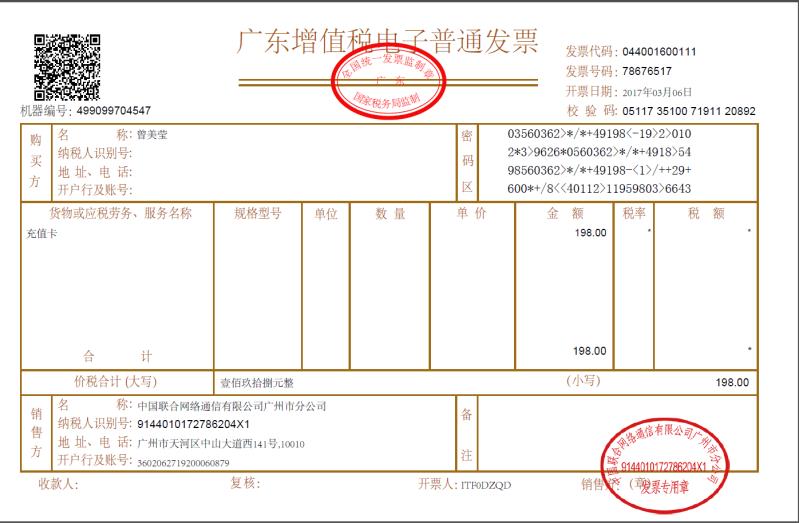 广东增值税电子普通发票
全国统一发票监制章
广东
国家税务局监制
发票代码: 044001600111
发票号码: 78676517
开票日期: 2017年03月06日
机器编号: 499099704547
校 验 码: 05117 35100 71911 20892
购买方
名 称: 曾美莹
纳税人识别号:
地 址、电 话:
开户行及账号:
密码区
03560362>*/*+49198<-19>2>010
2*3>9626*0560362>*/*+4918>54
98560362>*/*+49198-<1>/++29+
600*+/8<<40112>11959803>6643
货物或应税劳务、服务名称 规格型号 单位 数 量 单 价 金 额 税率 税 额
充值卡 198.00 * *
合 计 198.00 *
价税合计 (大写) 壹佰玖拾捌元整 (小写) 198.00
销售方
名 称: 中国联合网络通信有限公司广州市分公司
纳税人识别号: 9144010172786204X1
地 址、电 话: 广州市天河区中山大道西141号,10010
开户行及账号: 3602062719200060879
备注
收款人: 复核: 开票人: ITF0DZQD 销售方: (章)
中国联合网络通信有限公司广州市分公司
9144010172786204X1
发票专用章